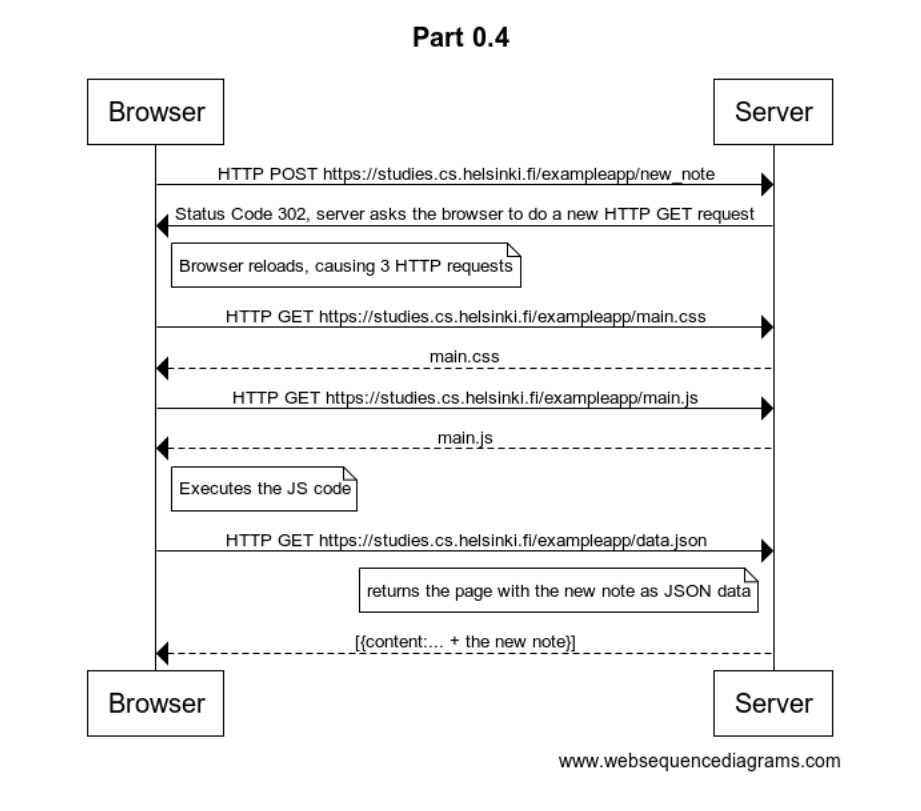 Part 0.4
Browser
Server
HTTP POST https://studies.cs.helsinki.fi/exampleapp/new_note
Status Code 302, server asks the browser to do a new HTTP GET request
Browser reloads, causing 3 HTTP requests
HTTP GET https://studies.cs.helsinki.fi/exampleapp/main.css
main.css
HTTP GET https://studies.cs.helsinki.fi/exampleapp/main.js
main.js
Executes the JS code
HTTP GET https://studies.cs.helsinki.fi/exampleapp/data.json
returns the page with the new note as JSON data
[{content:... + the new note}]
Browser
Server
www.websequencediagrams.com